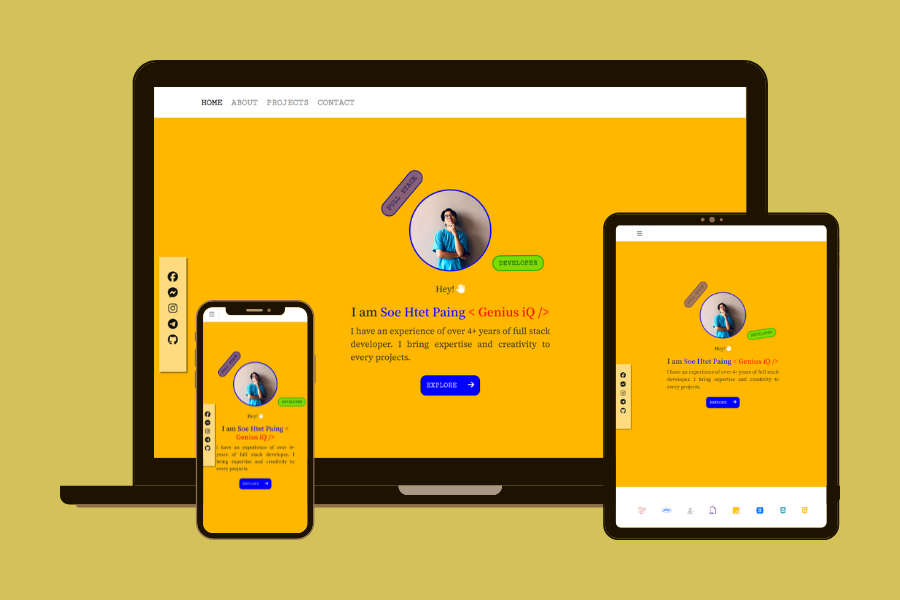 HOME ABOUT PROJECTS CONTACT
FULL STACK
DEVELOPER
Hey!
I am Soe Htet Paing < Genius iQ />
I have an experience of over 4+ years of full stack
developer. I bring expertise and creativity to
every projects.
EXPLORE
FULL STACK
DEVELOPER
Hey!
I am Soe Htet Paing <
Genius iQ />
I have an experience of over 4+
years of full stack developer. I
bring expertise and creativity to
every projects.
EXPLORE
FULL STACK
DEVELOPER
Hey!
I am Soe Htet Paing < Genius iQ />
I have an experience of over 4+ years of full stack
developer. I bring expertise and creativity to
every projects.
EXPLORE